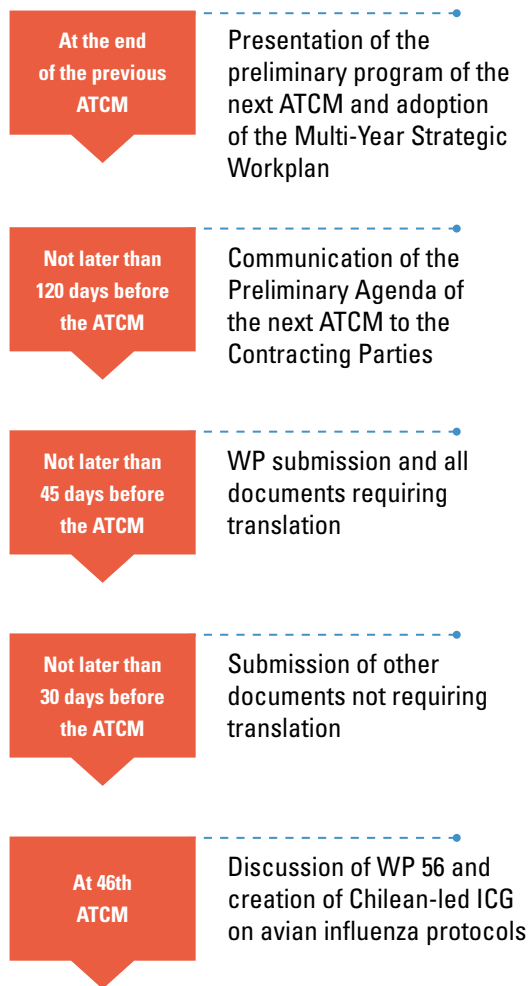 At the end
of the previous
ATCM
Presentation of the
preliminary program of the
next ATCM and adoption
of the Multi-Year Strategic
Workplan
Not later than
120 days before
the ATCM
Communication of the
Preliminary Agenda of
the next ATCM to the
Contracting Parties
Not later than
45 days before
the ATCM
WP submission and all
documents requiring
translation
Not later than
30 days before
the ATCM
Submission of other
documents not requiring
translation
At 46th
ATCM
Discussion of WP 56 and
creation of Chilean-led ICG
on avian influenza protocols